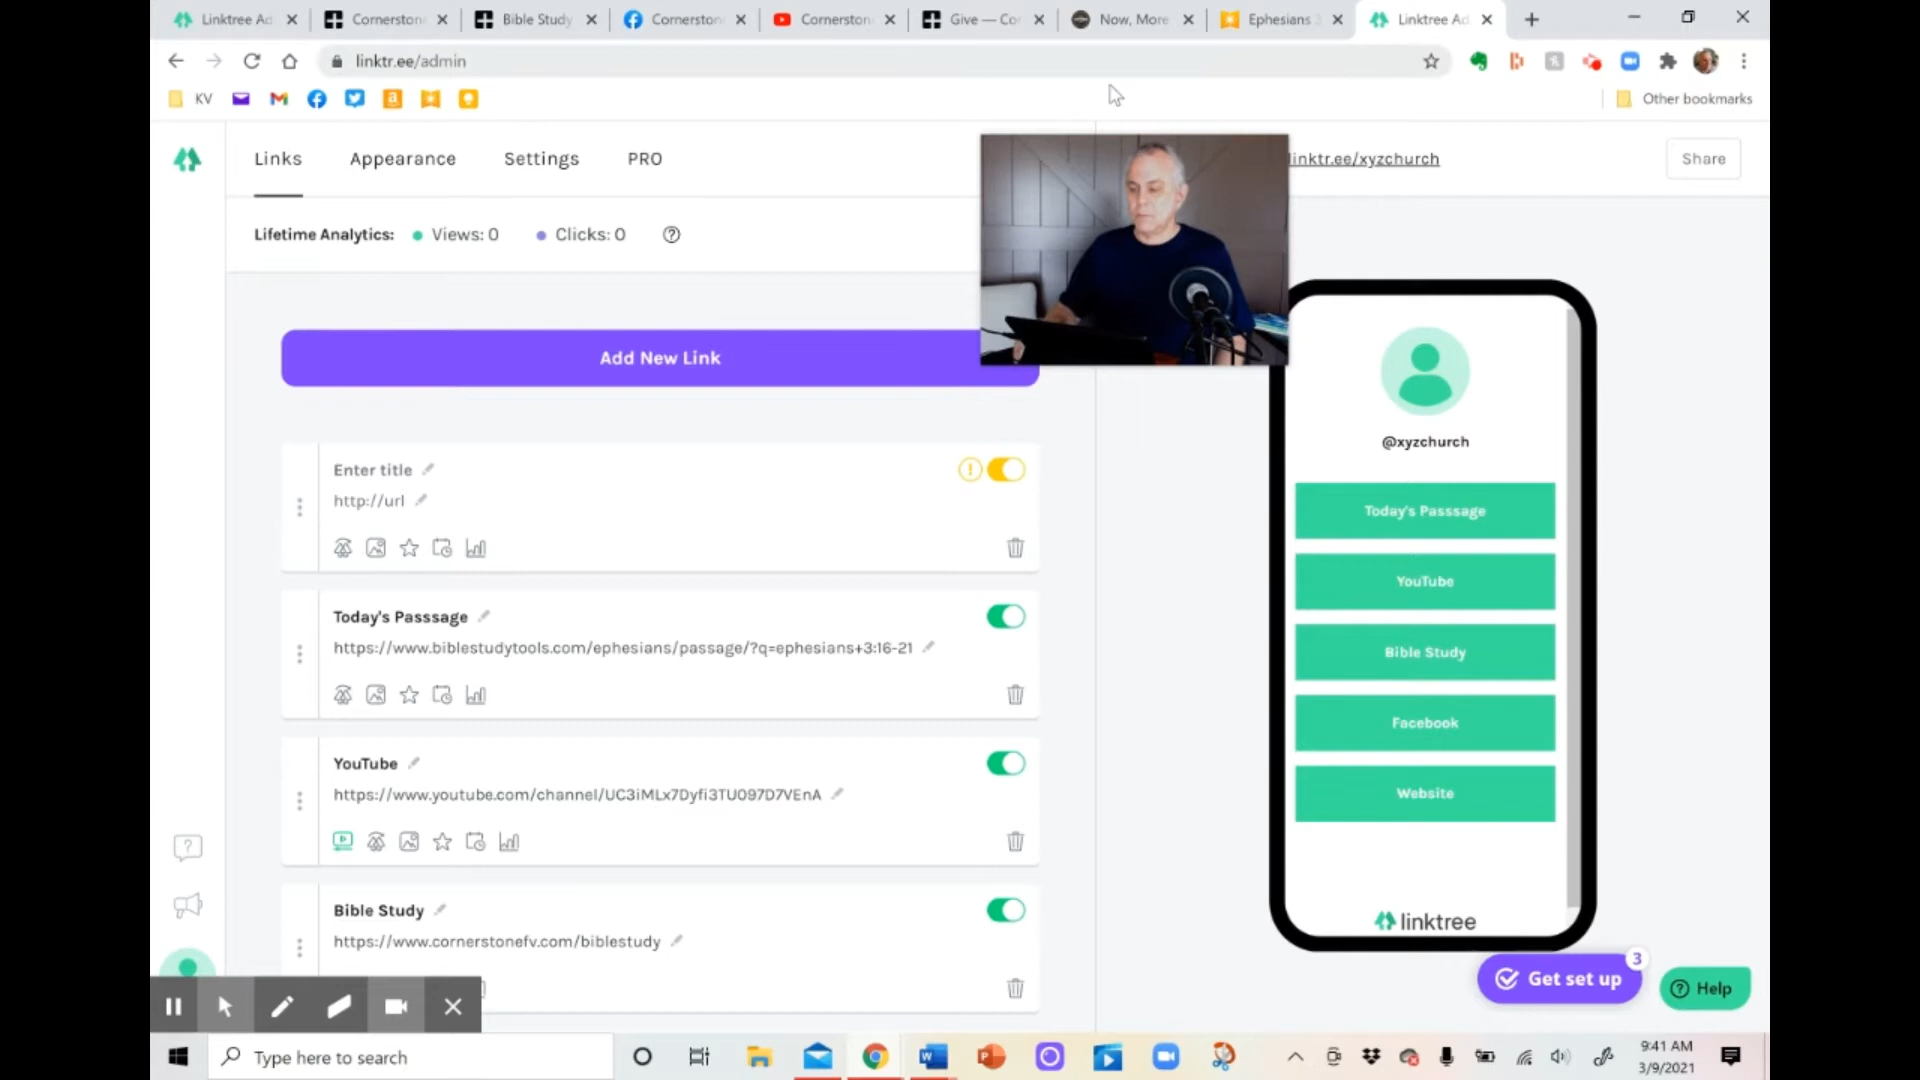 Linktree Ad
Cornerstone
Bible Study
Cornerston
Cornerston
Give — Co
Now, More
Ephesians 3
Linktree Ad
linktr.ee/admin
KV
Other bookmarks
Links
Appearance
Settings
PRO
linktr.ee/xyzchurch
Share
Lifetime Analytics:
Views: 0
Clicks: 0
Add New Link
Enter title
http://url
Today's Passsage
https://www.biblestudytools.com/ephesians/passage/?q=ephesians+3:16-21
YouTube
https://www.youtube.com/channel/UC3iMLx7Dyfi3TU097D7VEnA
Bible Study
https://www.cornerstonefv.com/biblestudy
@xyzchurch
Today's Passsage
YouTube
Bible Study
Facebook
Website
linktree
3
Get set up
Help
Type here to search
9:41 AM
3/9/2021